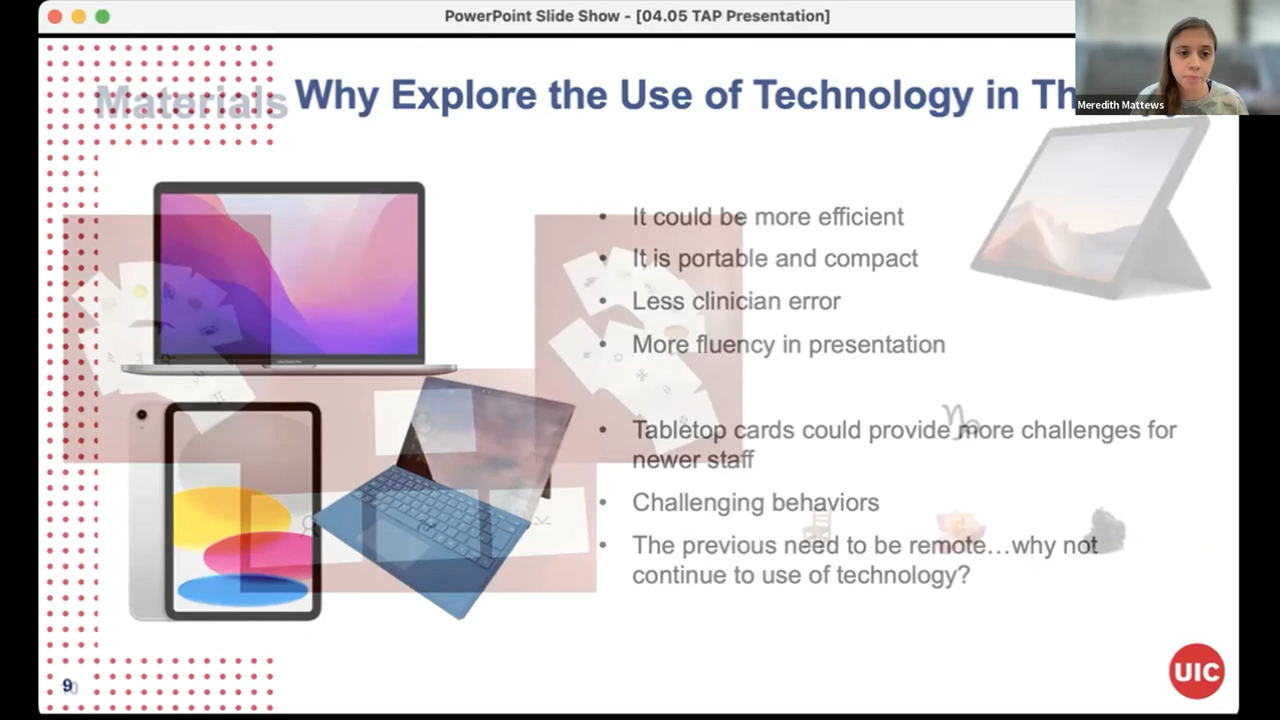 PowerPoint Slide Show - [04.05 TAP Presentation]
Meredith Mattews
Materials
Why Explore the Use of Technology in
• It could be more efficient
• It is portable and compact
• Less clinician error
• More fluency in presentation
• Tabletop cards could provide more challenges for
newer staff
• Challenging behaviors
• The previous need to be remote…why not
continue to use of technology?
9
UIC